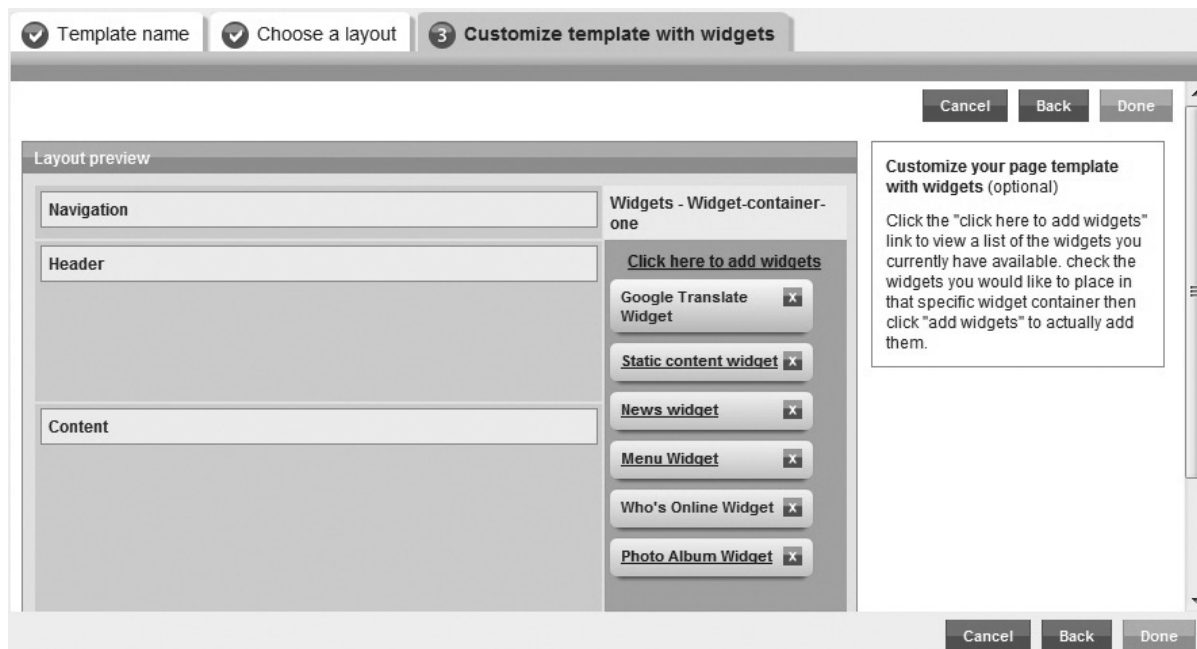 Template name
Choose a layout
3 Customize template with widgets
Cancel
Back
Done
Layout preview
Navigation
Header
Content
Widgets - Widget-container-
one
Click here to add widgets
Google Translate
Widget
x
Static content widget x
News widget x
Menu Widget x
Who's Online Widget x
Photo Album Widget x
Customize your page template
with widgets (optional)
Click the "click here to add widgets"
link to view a list of the widgets you
currently have available. check the
widgets you would like to place in
that specific widget container then
click "add widgets" to actually add
them.
Cancel
Back
Done